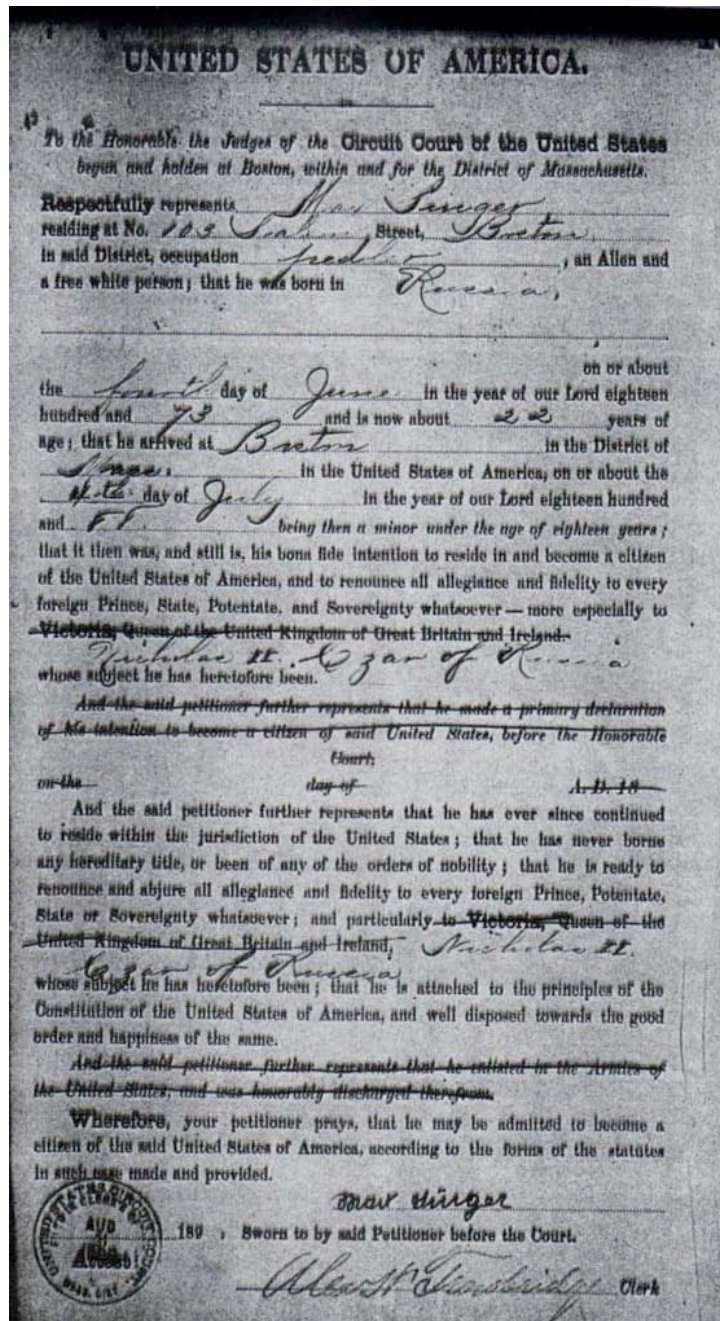 UNITED STATES OF AMERICA.
To the Honorable the Judges of the Circuit Court of the United States
begun and holden at Boston, within and for the District of Massachusetts.
Respectfully represents Max Singer
residing at No. 103 Salem Street, Boston,
in said District, occupation peddler, an Alien and
a free white person; that he was born in Russia,
on or about
the fourth day of June in the year of our Lord eighteen
hundred and 73 and is now about 22 years of
age; that he arrived at Boston in the District of
Mass. in the United States of America, on or about the
day of July in the year of our Lord eighteen hundred
and 88. being then a minor under the age of eighteen years;
that it then was, and still is, his bona fide intention to reside in and become a citizen
of the United States of America, and to renounce all allegiance and fidelity to every
foreign Prince, State, Potentate, and Sovereignty whatsoever — more especially to
Victoria, Queen of the United Kingdom of Great Britain and Ireland.
Nicholas II. Czar of Russia
whose subject he has heretofore been.
And the said petitioner further represents that he made a primary declaration
of his intention to become a citizen of said United States, before the Honorable
Court,
on the day of A.D. 18
And the said petitioner further represents that he has ever since continued
to reside within the jurisdiction of the United States; that he has never borne
any hereditary title, or been of any of the orders of nobility; that he is ready to
renounce and abjure all allegiance and fidelity to every foreign Prince, Potentate,
State or Sovereignty whatsoever; and particularly to Victoria, Queen of the
United Kingdom of Great Britain and Ireland, Nicholas II.
Czar of Russia
whose subject he has heretofore been; that he is attached to the principles of the
Constitution of the United States of America, and well disposed towards the good
order and happiness of the same.
And the said petitioner further represents that he enlisted in the Armies of
the United States, and was honorably discharged therefrom.
Wherefore, your petitioner prays, that he may be admitted to become a
citizen of the said United States of America, according to the forms of the statutes
in such case made and provided.
Max Singer
189 : Sworn to by said Petitioner before the Court.
Attest:
Alex H. Trowbridge Clerk